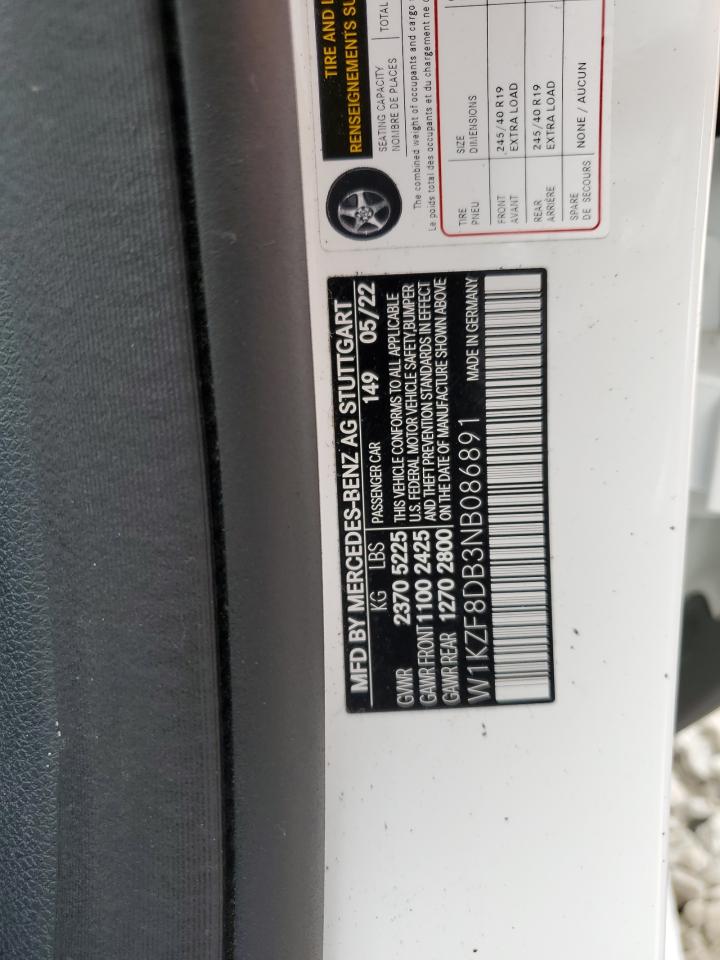 TIRE AND
RENSEIGNEMENTS
SEATING CAPACITY
NOMBRE DE PLACES
TOTAL
The combined weight of occupants and cargo
Le poids total des occupants et du chargement ne
TIRE
PNEU
SIZE
DIMENSIONS
FRONT
AVANT
245/40 R19
EXTRA LOAD
REAR
ARRIÈRE
245/40 R19
EXTRA LOAD
SPARE
DE SECOURS
NONE / AUCUN
MFD BY MERCEDES-BENZ AG STUTTGART
KG LBS PASSENGER CAR 149 05/22
GVWR 2370 5225
GAWR FRONT 1100 2425
GAWR REAR 1270 2800
THIS VEHICLE CONFORMS TO ALL APPLICABLE
U.S. FEDERAL MOTOR VEHICLE SAFETY,BUMPER
AND THEFT PREVENTION STANDARDS IN EFFECT
ON THE DATE OF MANUFACTURE SHOWN ABOVE
W1KZF8DB3NB086891 MADE IN GERMANY